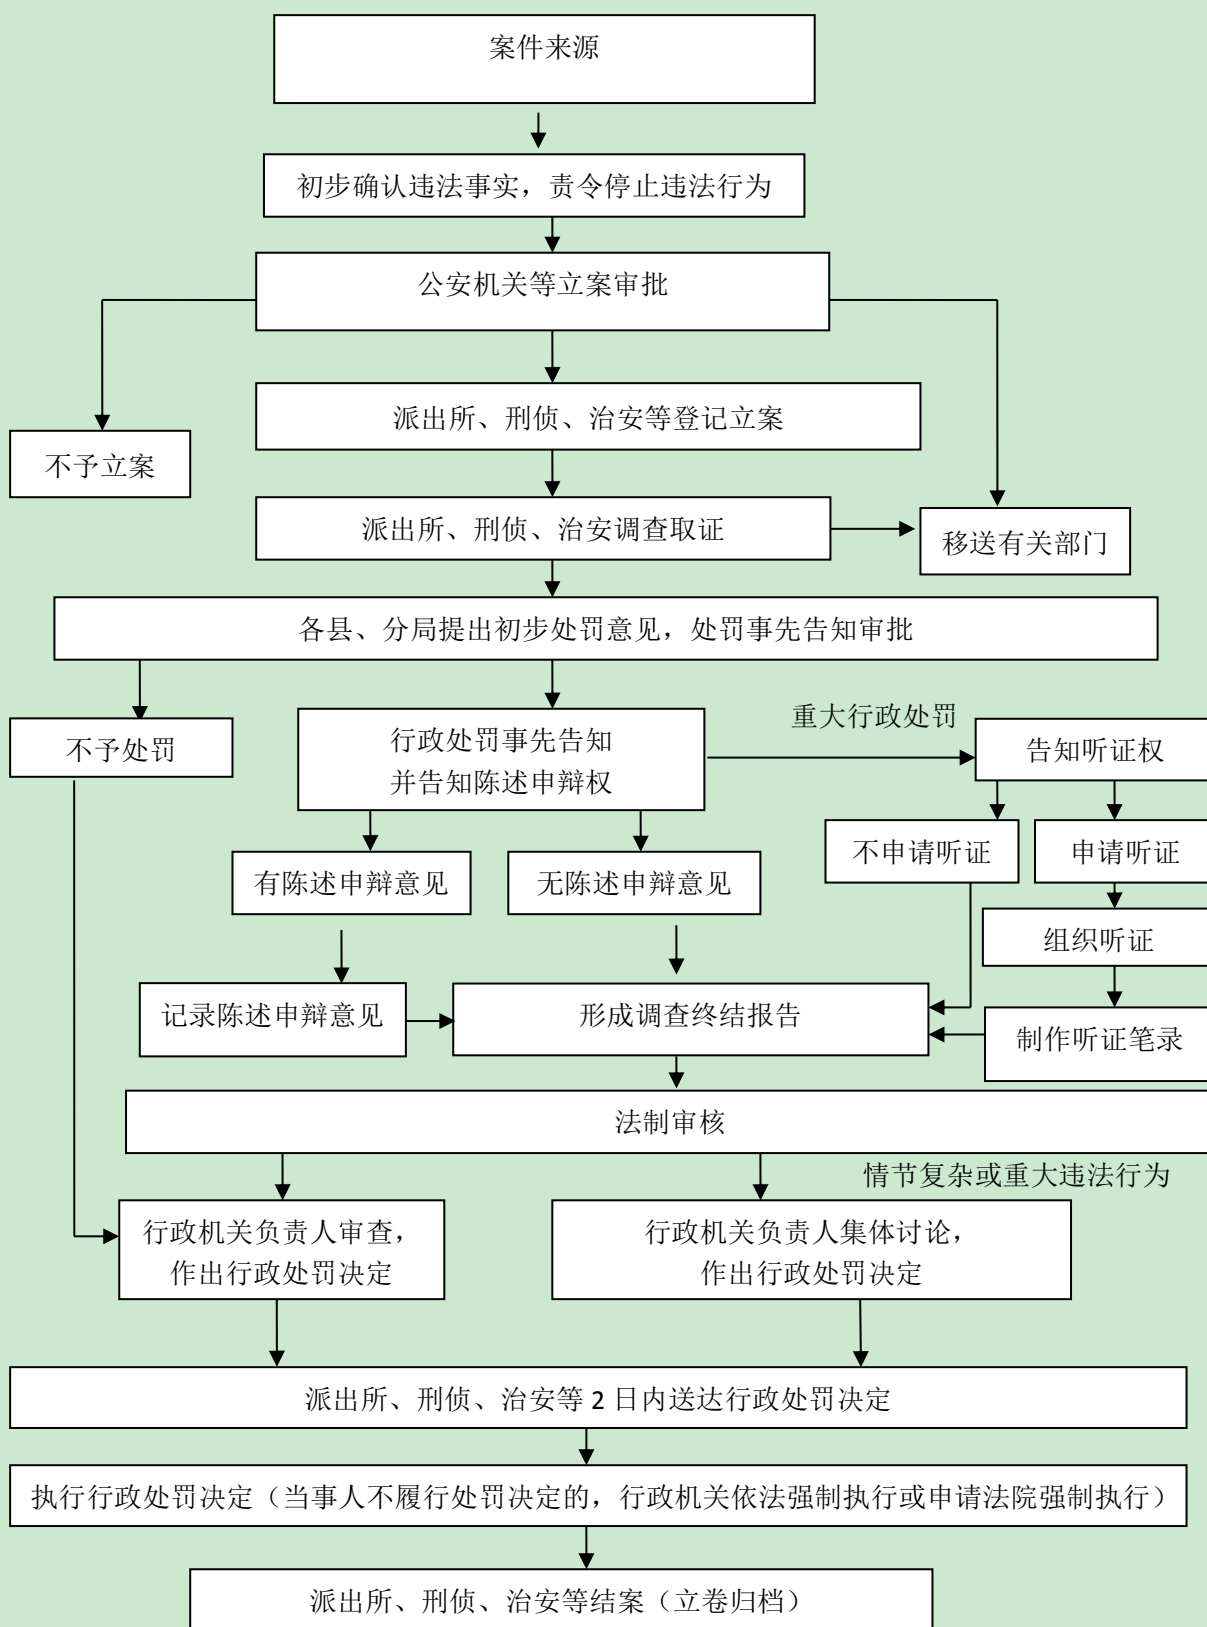 案件来源
初步确认违法事实，责令停止违法行为
公安机关等立案审批
派出所、刑侦、治安等登记立案
不予立案
派出所、刑侦、治安调查取证
移送有关部门
各县、分局提出初步处罚意见，处罚事先告知审批
不予处罚
行政处罚事先告知
并告知陈述申辩权
重大行政处罚
告知听证权
不申请听证
申请听证
有陈述申辩意见
无陈述申辩意见
组织听证
记录陈述申辩意见
形成调查终结报告
制作听证笔录
法制审核
情节复杂或重大违法行为
行政机关负责人审查，
作出行政处罚决定
行政机关负责人集体讨论，
作出行政处罚决定
派出所、刑侦、治安等 2 日内送达行政处罚决定
执行行政处罚决定（当事人不履行处罚决定的，行政机关依法强制执行或申请法院强制执行）
派出所、刑侦、治安等结案（立卷归档）